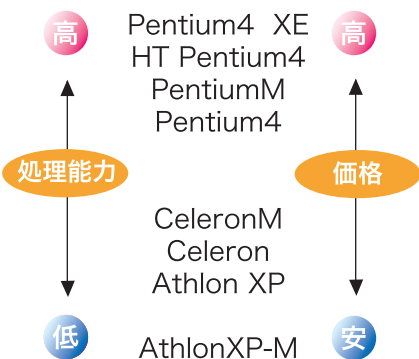 高 Pentium4 XE 高
HT Pentium4
PentiumM
Pentium4
処理能力 価格
CeleronM
Celeron
Athlon XP
低 AthlonXP-M 安